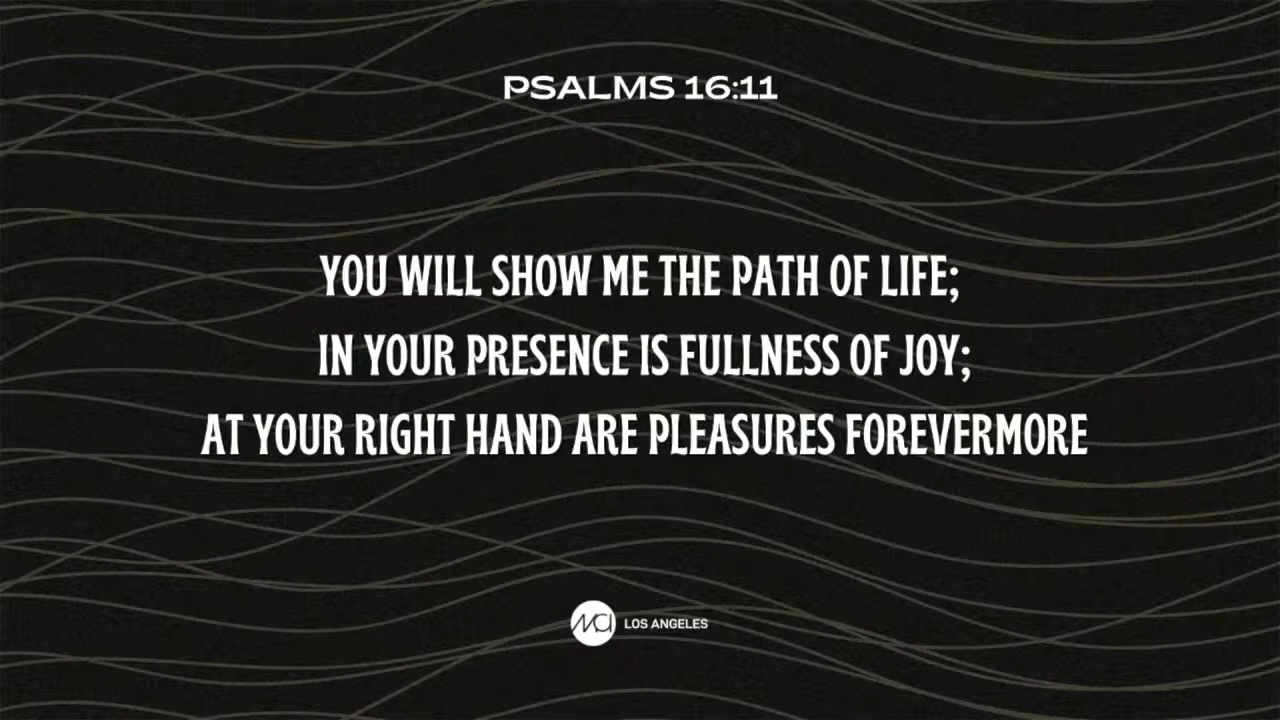 PSALMS 16:11
YOU WILL SHOW ME THE PATH OF LIFE;
IN YOUR PRESENCE IS FULLNESS OF JOY;
AT YOUR RIGHT HAND ARE PLEASURES FOREVERMORE
MCI LOS ANGELES